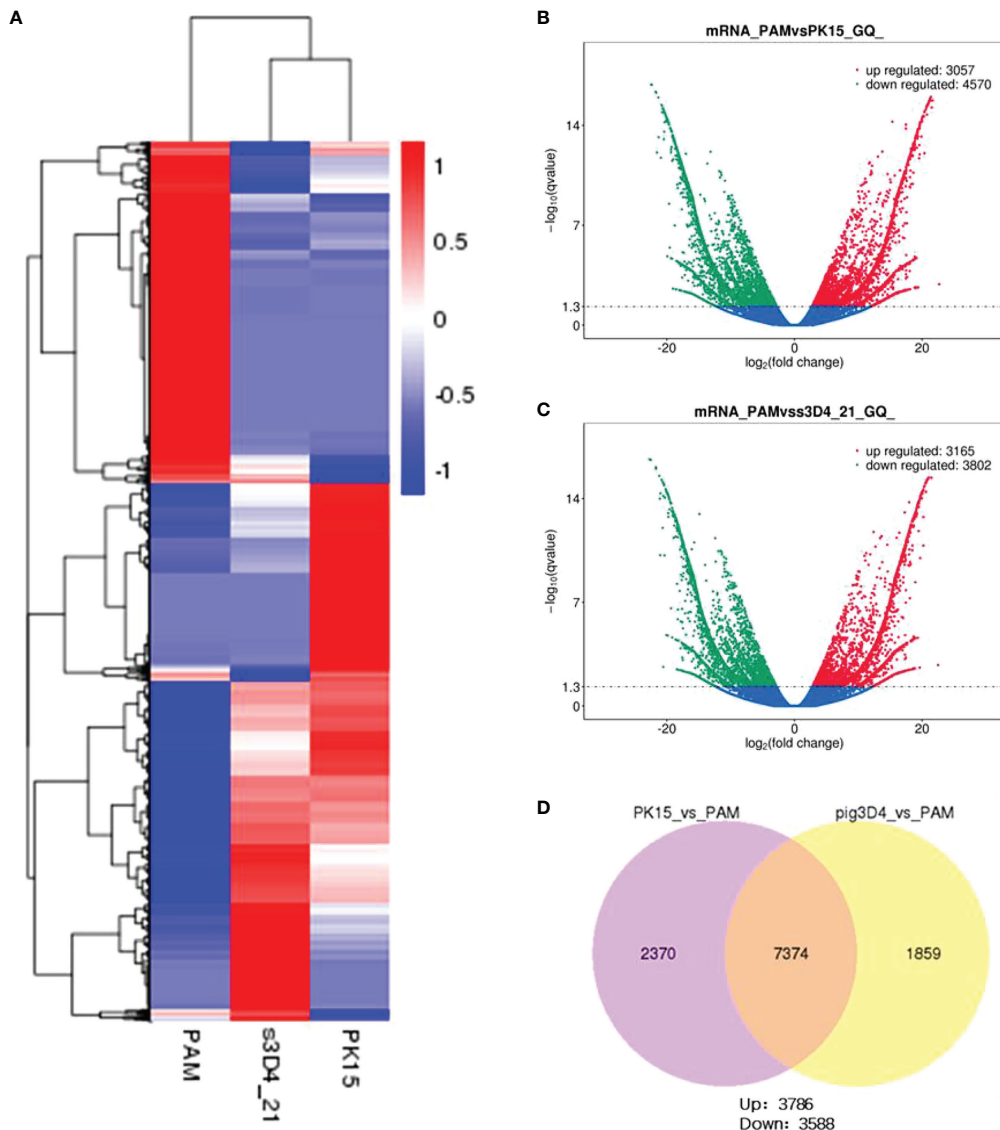 A
1
0.5
0
-0.5
-1
PAM
s3D4_21
PK15
B
mRNA_PAMvsPK15_GQ_
up regulated: 3057
down regulated: 4570
14
7
1.3
0
−log10(qvalue)
-20
0
20
log2(fold change)
C
mRNA_PAMvss3D4_21_GQ_
up regulated: 3165
down regulated: 3802
14
7
1.3
0
−log10(qvalue)
-20
0
20
log2(fold change)
D
PK15_vs_PAM
pig3D4_vs_PAM
2370
7374
1859
Up: 3786
Down: 3588